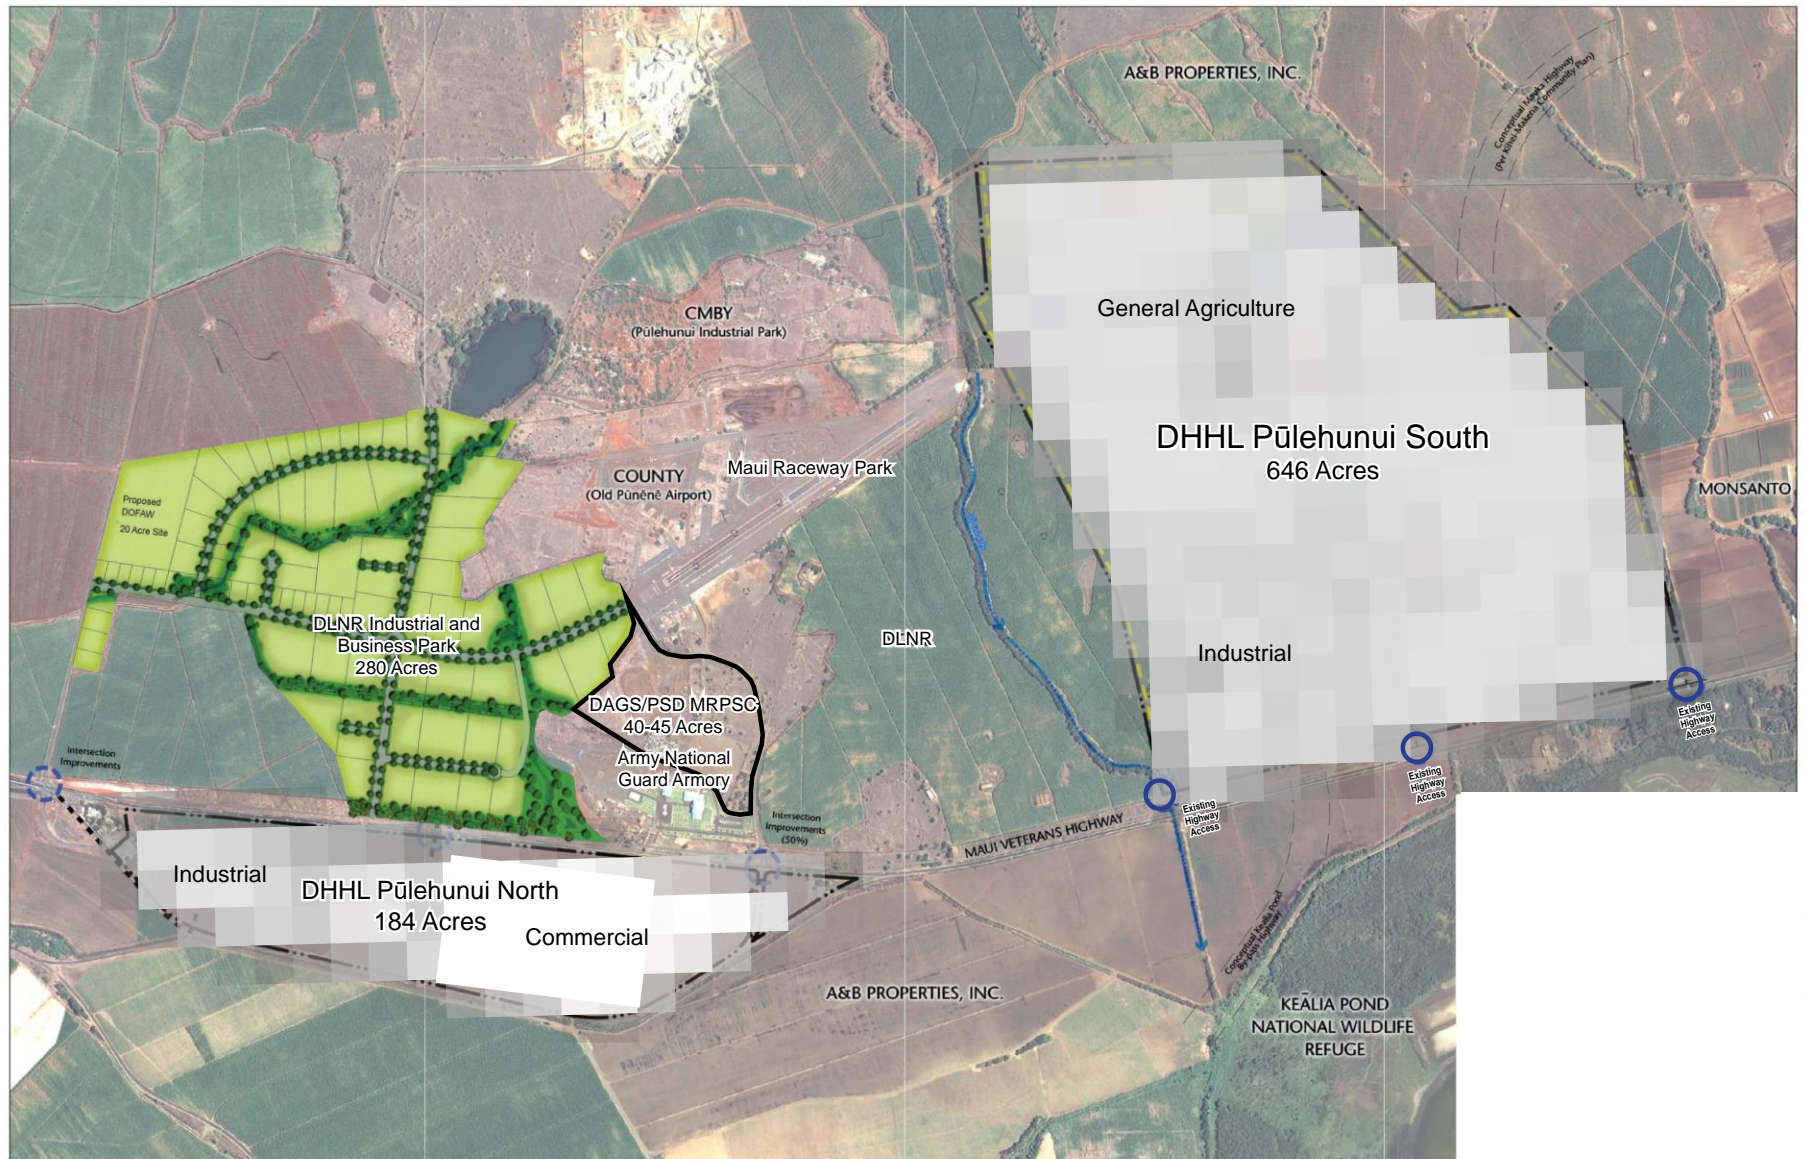 A&B PROPERTIES, INC.
Conceptual Mauka Highway
(Per Kihei-Makena Community Plan)
CMBY
(Pūlehunui Industrial Park)
General Agriculture
DHHL Pūlehunui South
646 Acres
MONSANTO
COUNTY
(Old Pūnēnē Airport)
Maui Raceway Park
Proposed
DOFAW
20 Acre Site
DLNR Industrial and
Business Park
280 Acres
DLNR
Industrial
DAGS/PSD MRPSC
40-45 Acres
Army National
Guard Armory
Intersection
Improvements
Existing
Highway
Access
Existing
Highway
Access
Existing
Highway
Access
Intersection
Improvements
(50%)
MAUI VETERANS HIGHWAY
Industrial
DHHL Pūlehunui North
184 Acres
Commercial
Conceptual Keālia Pond
By-pass Highway
A&B PROPERTIES, INC.
KEĀLIA POND
NATIONAL WILDLIFE
REFUGE